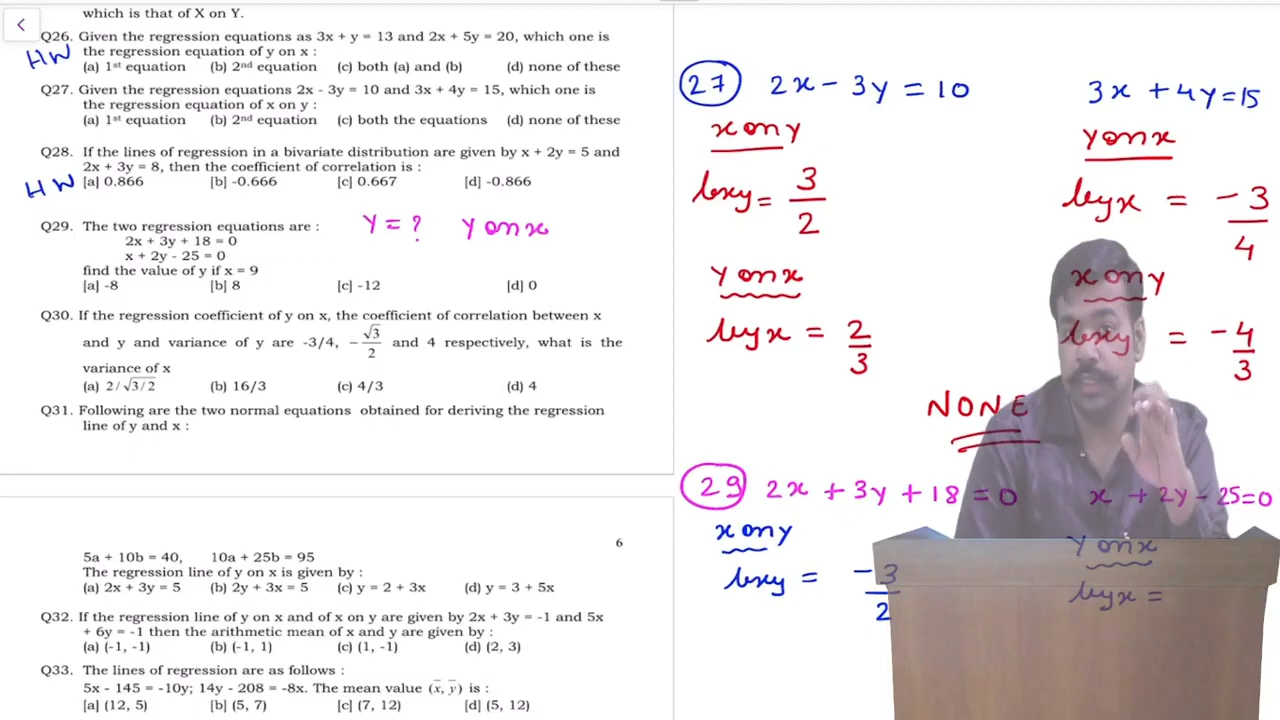 which is that of X on Y.
Q26. Given the regression equations as 3x + y = 13 and 2x + 5y = 20, which one is
the regression equation of y on x :
HW
(a) 1st equation (b) 2nd equation (c) both (a) and (b) (d) none of these
Q27. Given the regression equations 2x - 3y = 10 and 3x + 4y = 15, which one is
the regression equation of x on y :
(a) 1st equation (b) 2nd equation (c) both the equations (d) none of these
Q28. If the lines of regression in a bivariate distribution are given by x + 2y = 5 and
2x + 3y = 8, then the coefficient of correlation is :
HW
[a] 0.866 [b] -0.666 [c] 0.667 [d] -0.866
Q29. The two regression equations are :
Y = ? Y on x
2x + 3y + 18 = 0
x + 2y - 25 = 0
find the value of y if x = 9
[a] -8 [b] 8 [c] -12 [d] 0
Q30. If the regression coefficient of y on x, the coefficient of correlation between x
and y and variance of y are -3/4, -√3/2 and 4 respectively, what is the
variance of x
(a) 2/√3/2 (b) 16/3 (c) 4/3 (d) 4
Q31. Following are the two normal equations obtained for deriving the regression
line of y and x :
6
5a + 10b = 40, 10a + 25b = 95
The regression line of y on x is given by :
(a) 2x + 3y = 5 (b) 2y + 3x = 5 (c) y = 2 + 3x (d) y = 3 + 5x
Q32. If the regression line of y on x and of x on y are given by 2x + 3y = -1 and 5x
+ 6y = -1 then the arithmetic mean of x and y are given by :
(a) (-1, -1) (b) (-1, 1) (c) (1, -1) (d) (2, 3)
Q33. The lines of regression are as follows :
5x - 145 = -10y; 14y - 208 = -8x. The mean value (x̄, ȳ) is :
[a] (12, 5) [b] (5, 7) [c] (7, 12) [d] (5, 12)
27 2x - 3y = 10 3x + 4y = 15
x on y y on x
bxy = 3/2 byx = -3/4
y on x x on y
byx = 2/3 bxy = -4/3
NONE
29 2x + 3y + 18 = 0 x + 2y - 25 = 0
x on y Y on x
bxy = -3/2 byx =